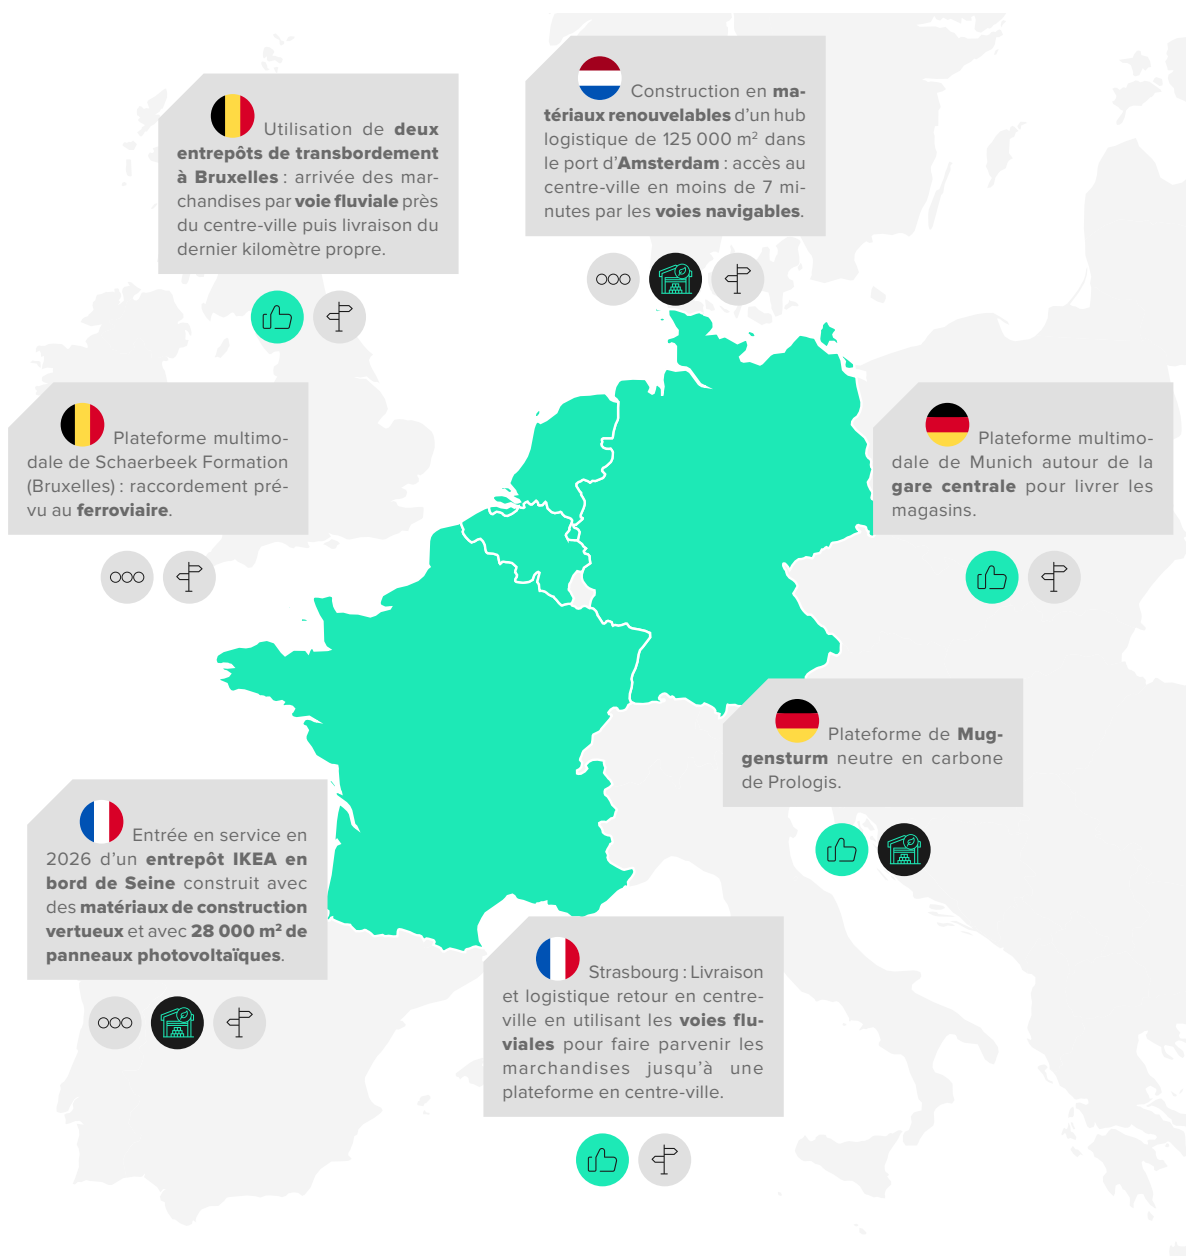 Utilisation de deux
entrepôts de transbordement
à Bruxelles : arrivée des mar-
chandises par voie fluviale près
du centre-ville puis livraison du
dernier kilomètre propre.
Construction en ma-
tériaux renouvelables d'un hub
logistique de 125 000 m² dans
le port d'Amsterdam : accès au
centre-ville en moins de 7 mi-
nutes par les voies navigables.
Plateforme multimo-
dale de Schaerbeek Formation
(Bruxelles) : raccordement pré-
vu au ferroviaire.
Plateforme multimo-
dale de Munich autour de la
gare centrale pour livrer les
magasins.
Plateforme de Mug-
gensturm neutre en carbone
de Prologis.
Entrée en service en
2026 d'un entrepôt IKEA en
bord de Seine construit avec
des matériaux de construction
vertueux et avec 28 000 m² de
panneaux photovoltaïques.
Strasbourg : Livraison
et logistique retour en centre-
ville en utilisant les voies flu-
viales pour faire parvenir les
marchandises jusqu'à une
plateforme en centre-ville.